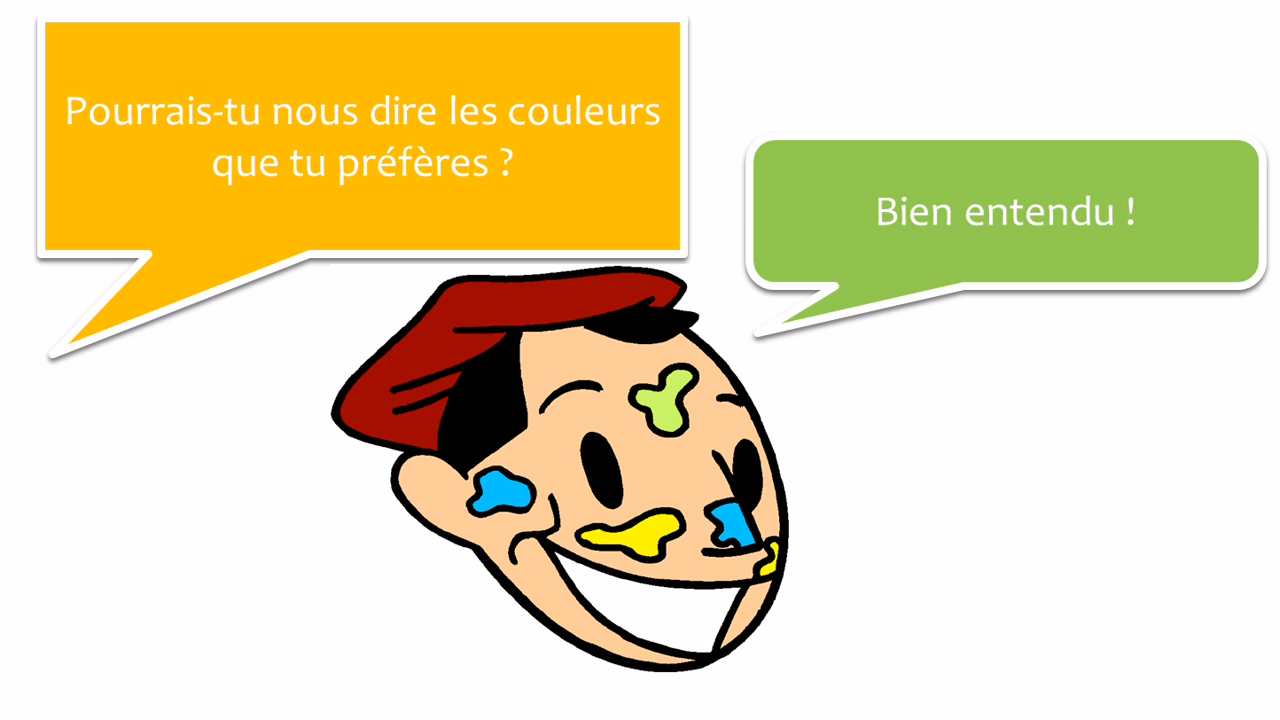 Pourrais-tu nous dire les couleurs
que tu préfères ?
Bien entendu !